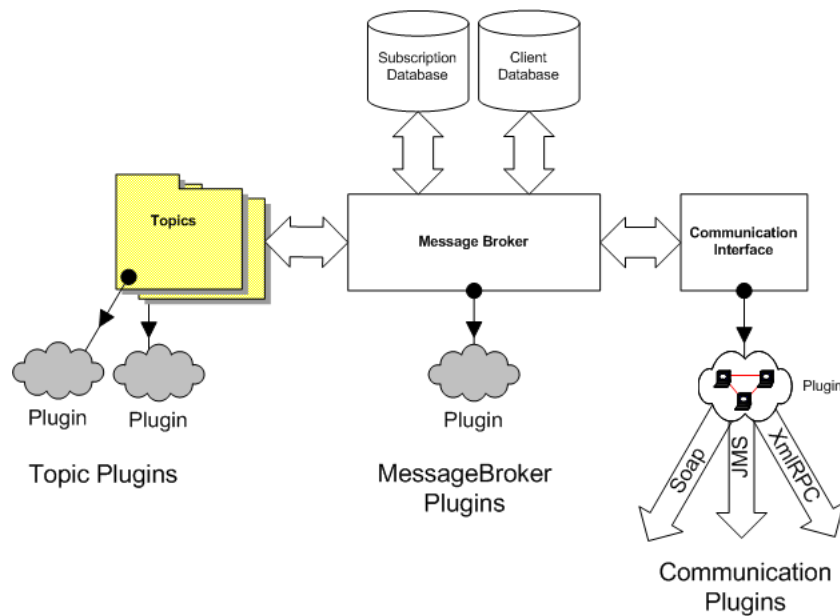 Subscription
Database
Client
Database
Topics
Message Broker
Communication
Interface
Plugin
Plugin
Plugin
Plugin
Soap
JMS
XmlRPC
Topic Plugins
MessageBroker
Plugins
Communication
Plugins